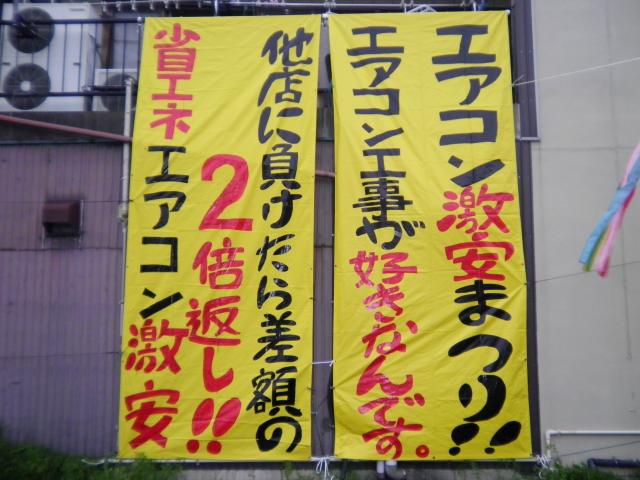 エアコン激安まつり!!
エアコン工事が好きなんです。
他店に負けたら差額の
2倍返し!!
省エネエアコン激安